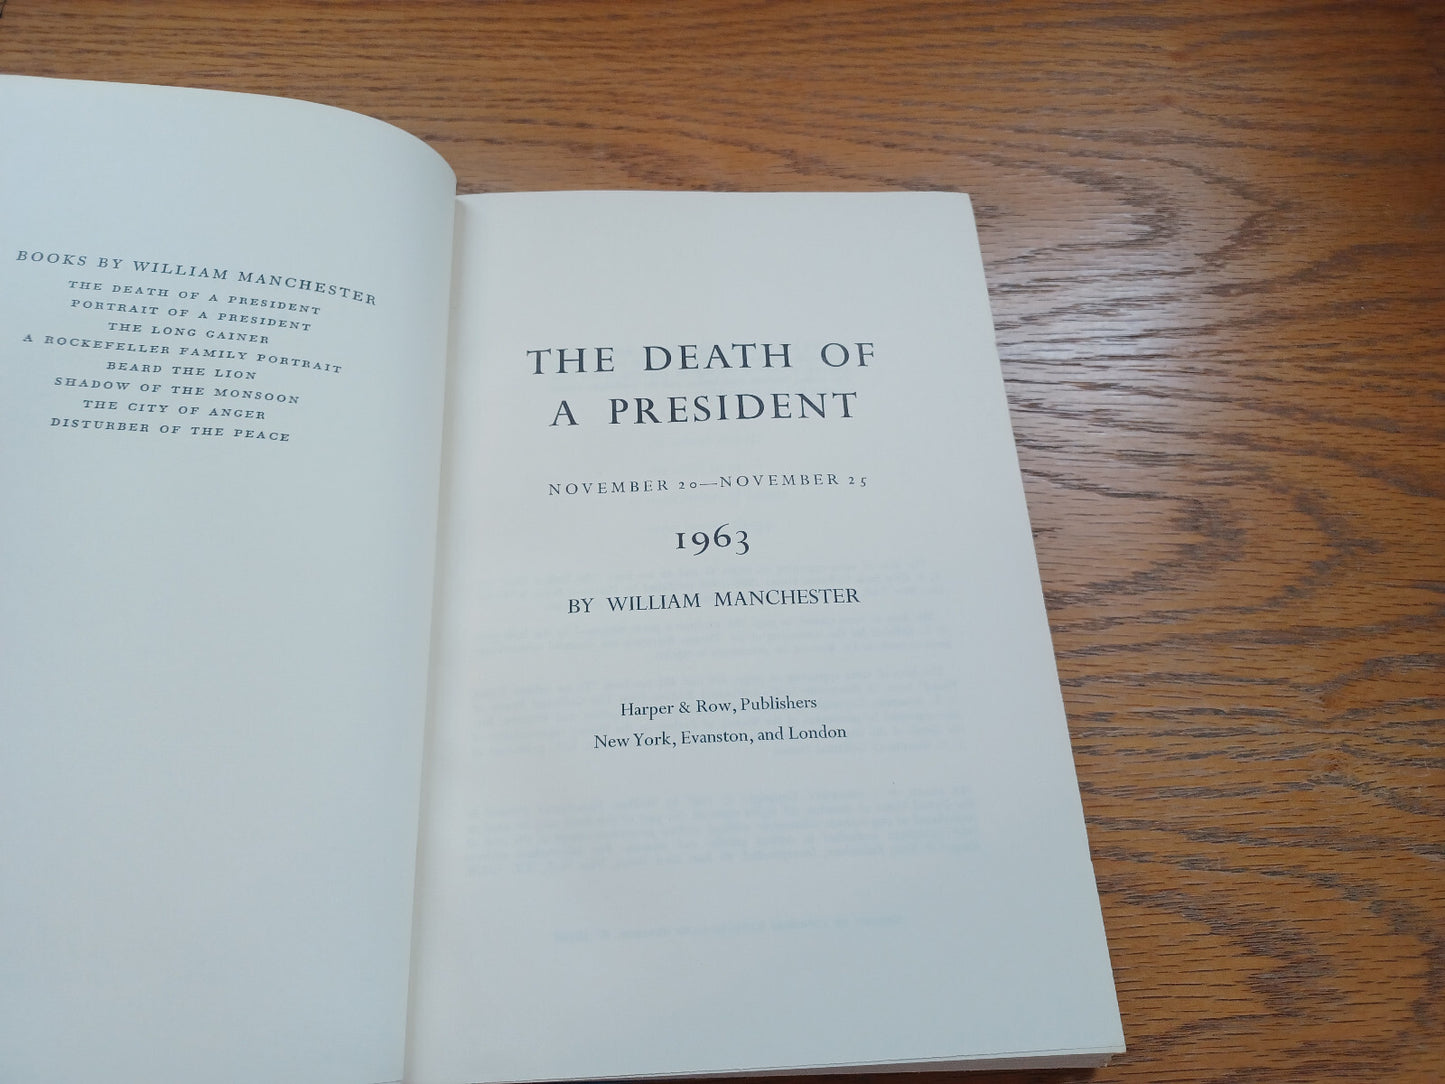 BOOKS BY WILLIAM MANCHESTER
THE DEATH OF A PRESIDENT
PORTRAIT OF A PRESIDENT
THE LONG GAINER
A ROCKEFELLER FAMILY PORTRAIT
BEARD THE LION
SHADOW OF THE MONSOON
THE CITY OF ANGER
DISTURBER OF THE PEACE
THE DEATH OF
A PRESIDENT
NOVEMBER 20—NOVEMBER 25
1963
BY WILLIAM MANCHESTER
Harper & Row, Publishers
New York, Evanston, and London